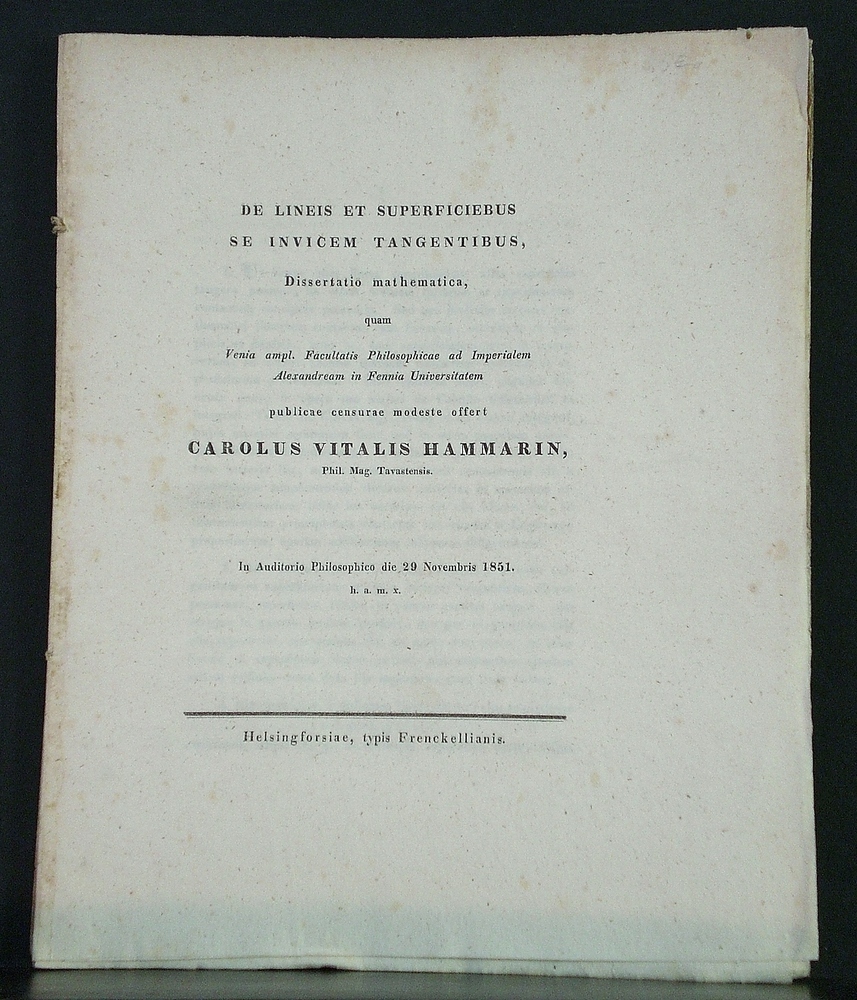 DE LINEIS ET SUPERFICIEBUS
SE INVICEM TANGENTIBUS,
Dissertatio mathematica,
quam
Venia ampl. Facultatis Philosophicae ad Imperialem
Alexandream in Fennia Universitatem
publicae censurae modeste offert
CAROLUS VITALIS HAMMARIN,
Phil. Mag. Tavastensis.
In Auditorio Philosophico die 29 Novembris 1851.
h. a. m. x.
Helsingforsiae, typis Frenckellianis.